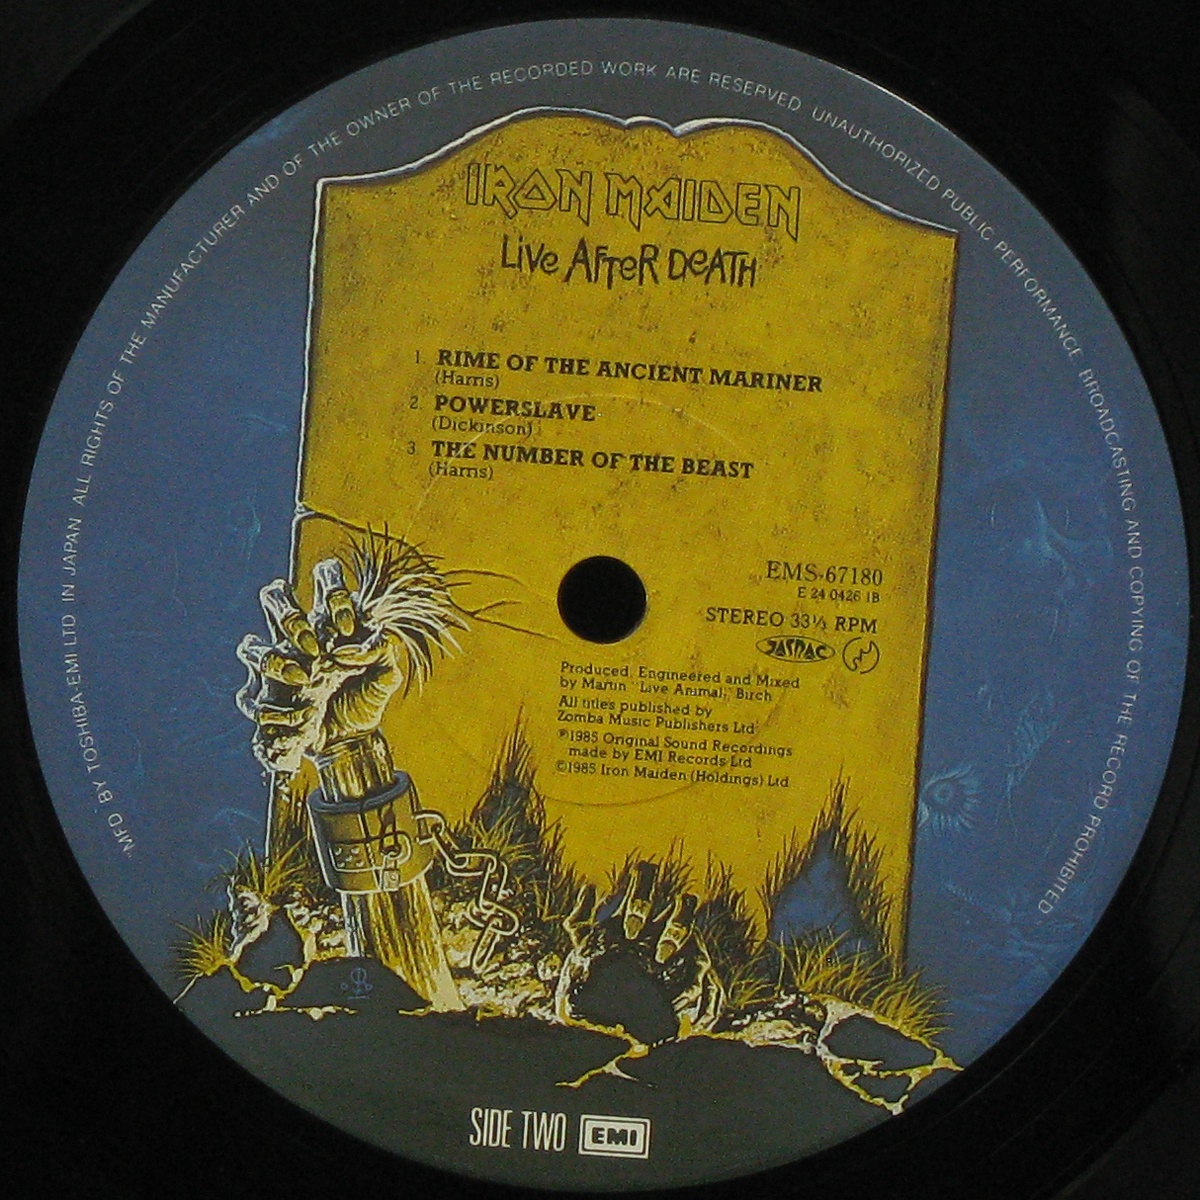 "MFD BY TOSHIBA-EMI LTD IN JAPAN ALL RIGHTS OF THE MANUFACTURER AND OF THE OWNER OF THE RECORDED WORK ARE RESERVED UNAUTHORIZED PUBLIC PERFORMANCE BROADCASTING AND COPYING OF THE RECORD PROHIBITED
IRON MAIDEN
LiVe AFTeR DeATH
1. RIME OF THE ANCIENT MARINER
(Harris)
2. POWERSLAVE
(Dickinson)
3. THE NUMBER OF THE BEAST
(Harris)
EMS-67180
E 24 0426 1B
STEREO 33⅓ RPM
JASRAC
Produced, Engineered and Mixed
by Martin "Live Animal," Birch
All titles published by
Zomba Music Publishers Ltd
℗1985 Original Sound Recordings
made by EMI Records Ltd
©1985 Iron Maiden (Holdings) Ltd
SIDE TWO EMI